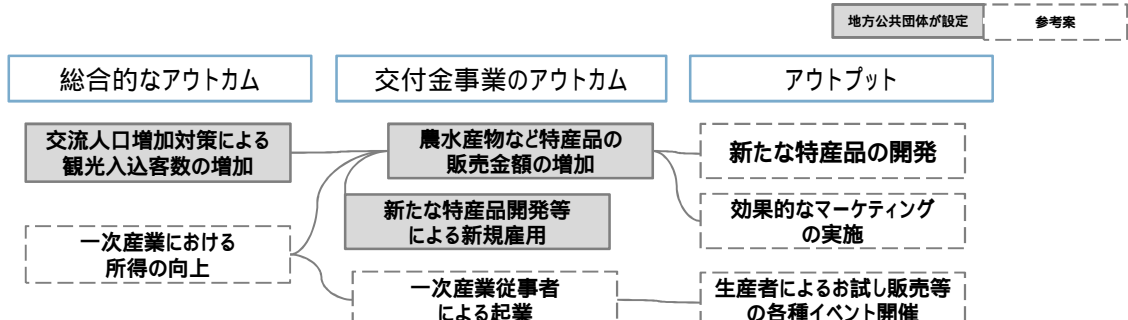 地方公共団体が設定
参考案
総合的なアウトカム
交付金事業のアウトカム
アウトプット
交流人口増加対策による
観光入込客数の増加
農水産物など特産品の
販売金額の増加
新たな特産品の開発
新たな特産品開発等
による新規雇用
効果的なマーケティング
の実施
一次産業における
所得の向上
一次産業従事者
による起業
生産者によるお試し販売等
の各種イベント開催